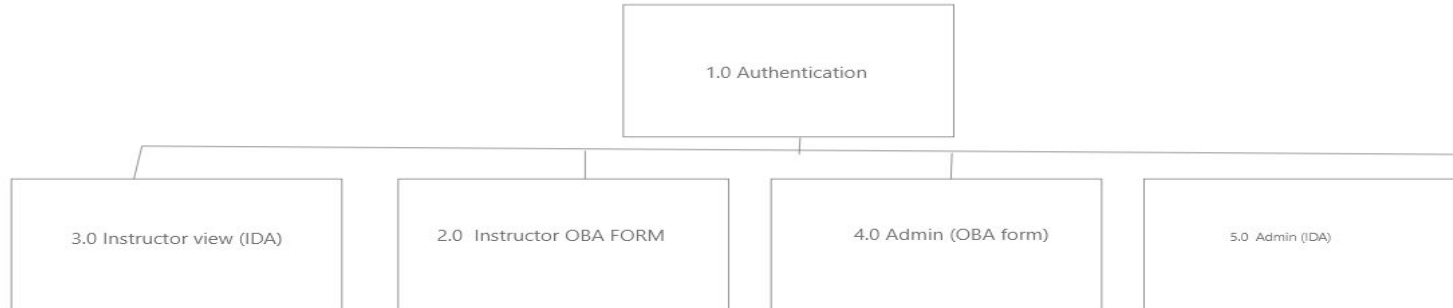 1.0 Authentication
3.0 Instructor view (IDA)
2.0 Instructor OBA FORM
4.0 Admin (OBA form)
5.0 Admin (IDA)